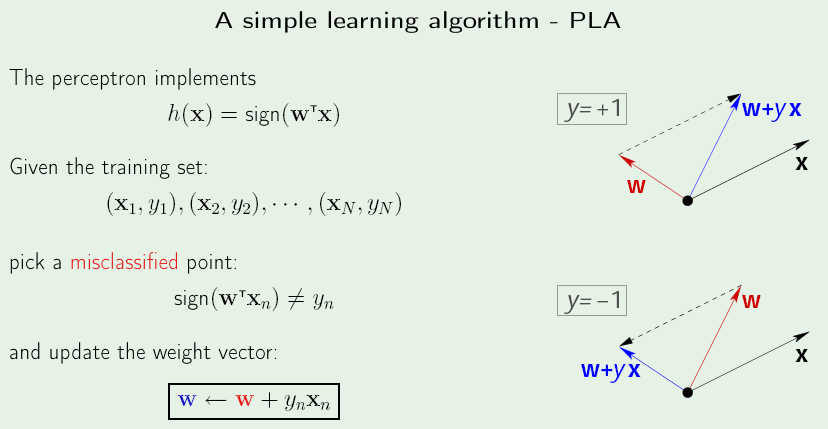 A simple learning algorithm - PLA
The perceptron implements
h(x) = sign(wᵀx)
Given the training set:
(x₁, y₁), (x₂, y₂), ⋯ , (x_N, y_N)
pick a misclassified point:
sign(wᵀxₙ) ≠ yₙ
and update the weight vector:
w ← w + yₙxₙ
y=+1
w+y x
w
x
y=−1
w
w+y x
x